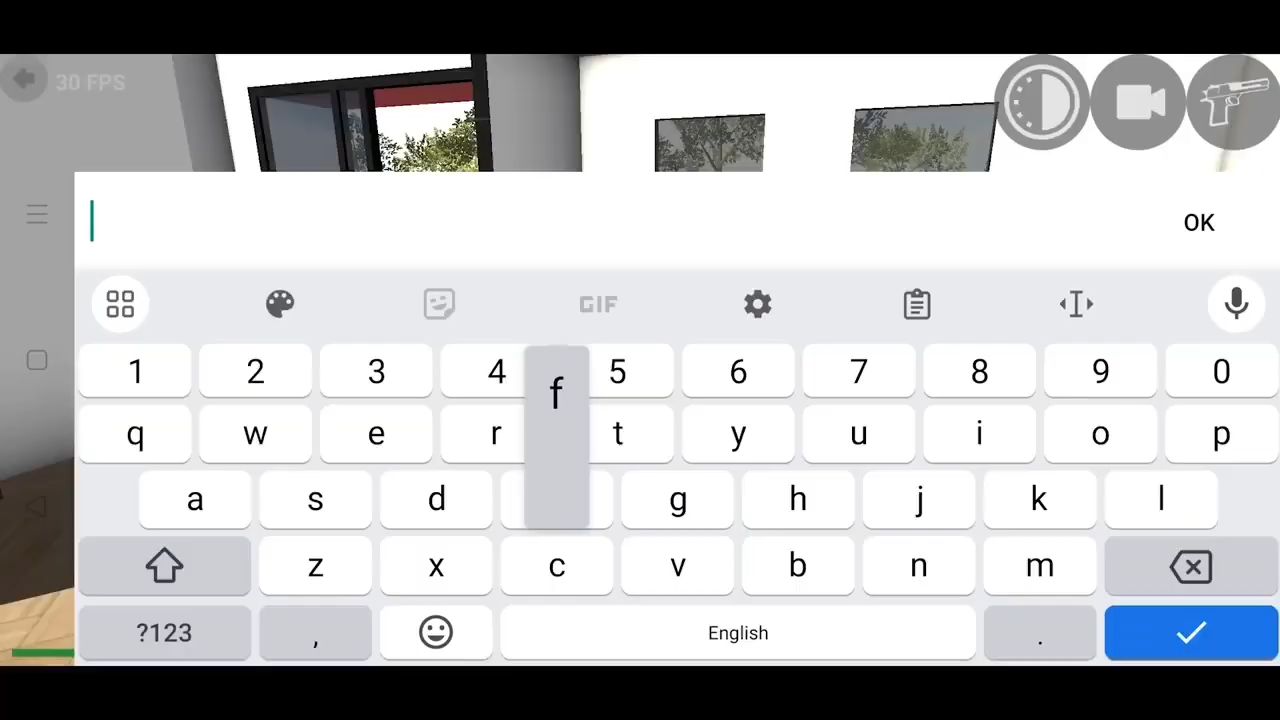 30 FPS
OK
GIF
1 2 3 4 5 6 7 8 9 0
f
q w e r t y u i o p
a s d g h j k l
z x c v b n m
?123 , English .